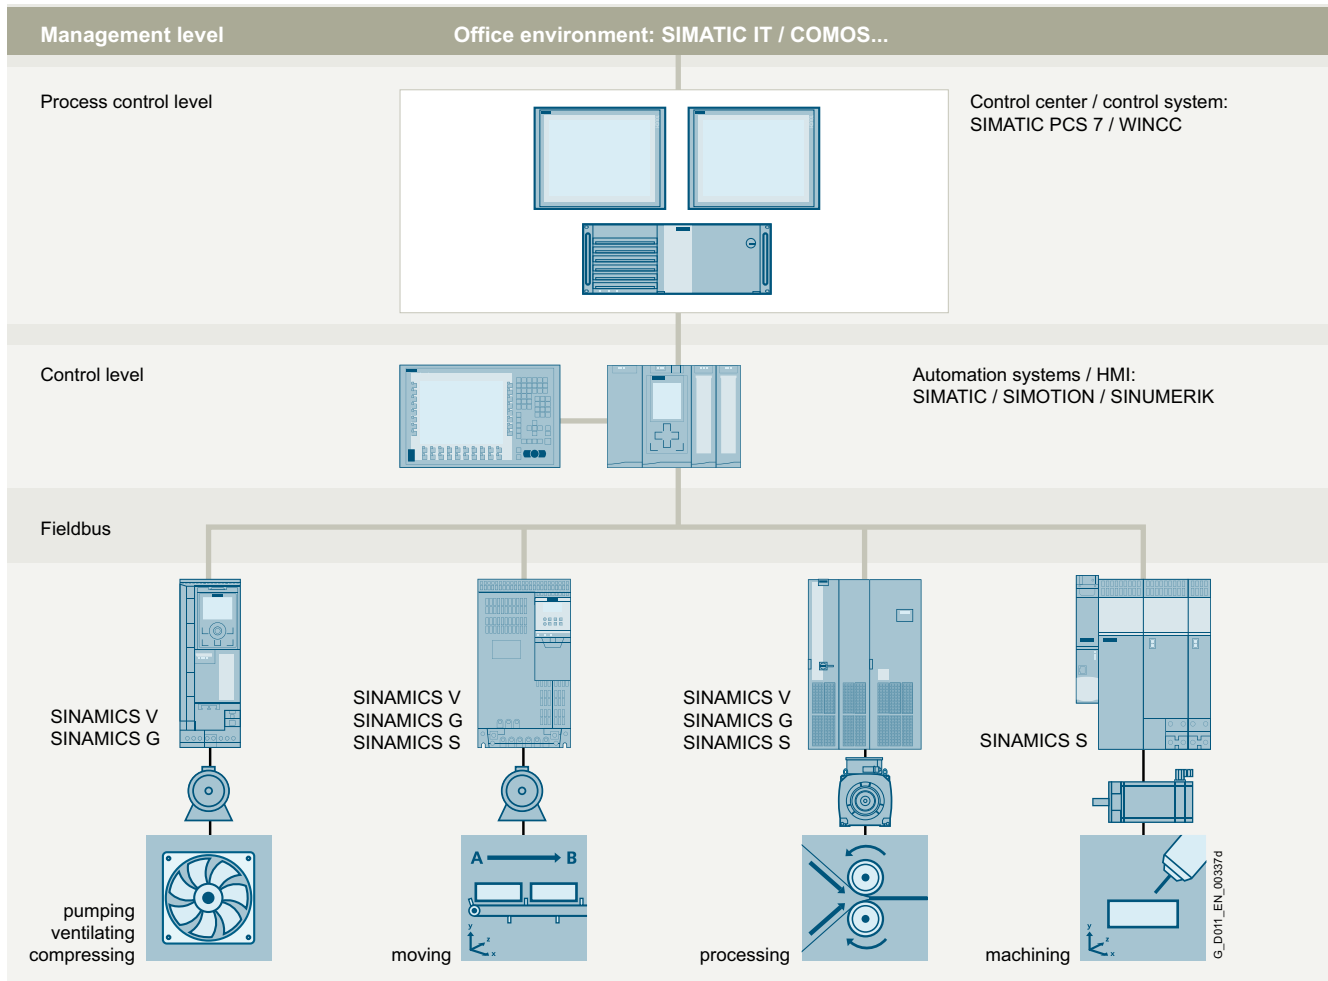 Management level
Office environment: SIMATIC IT / COMOS...
Process control level
Control center / control system:
SIMATIC PCS 7 / WINCC
Control level
Automation systems / HMI:
SIMATIC / SIMOTION / SINUMERIK
Fieldbus
SINAMICS V
SINAMICS G
SINAMICS V
SINAMICS G
SINAMICS S
SINAMICS V
SINAMICS G
SINAMICS S
SINAMICS S
pumping
ventilating
compressing
A B
y
z
x
moving
processing
y
z
x
machining
G_D011_EN_00337d